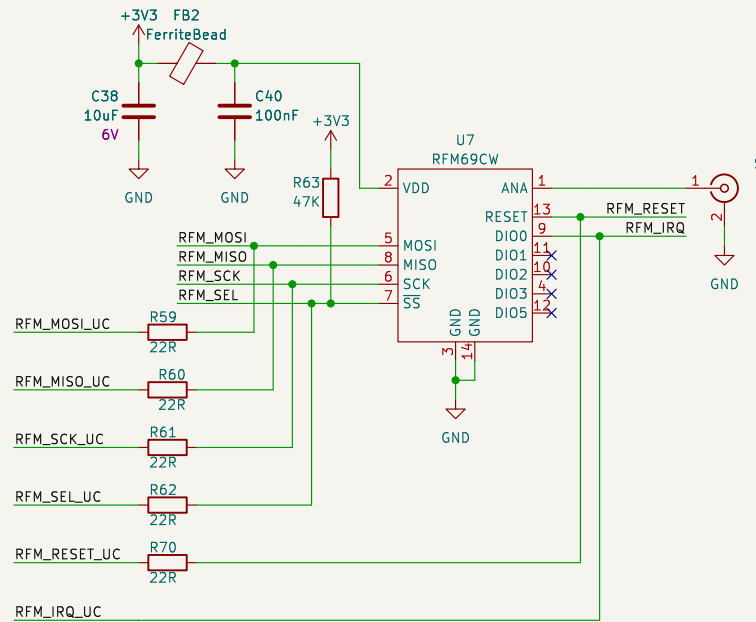 +3V3
FB2
FerriteBead
C38
10uF
6V
C40
100nF
GND
GND
+3V3
R63
47K
U7
RFM69CW
2
VDD
ANA
1
1
2
GND
RESET
13
RFM_RESET
DIO0
9
RFM_IRQ
DIO1
11
DIO2
10
DIO3
4
DIO5
12
RFM_MOSI
5
MOSI
RFM_MISO
8
MISO
RFM_SCK
6
SCK
RFM_SEL
7
SS
GND
GND
3
14
GND
RFM_MOSI_UC
R59
22R
RFM_MISO_UC
R60
22R
RFM_SCK_UC
R61
22R
RFM_SEL_UC
R62
22R
RFM_RESET_UC
R70
22R
RFM_IRQ_UC